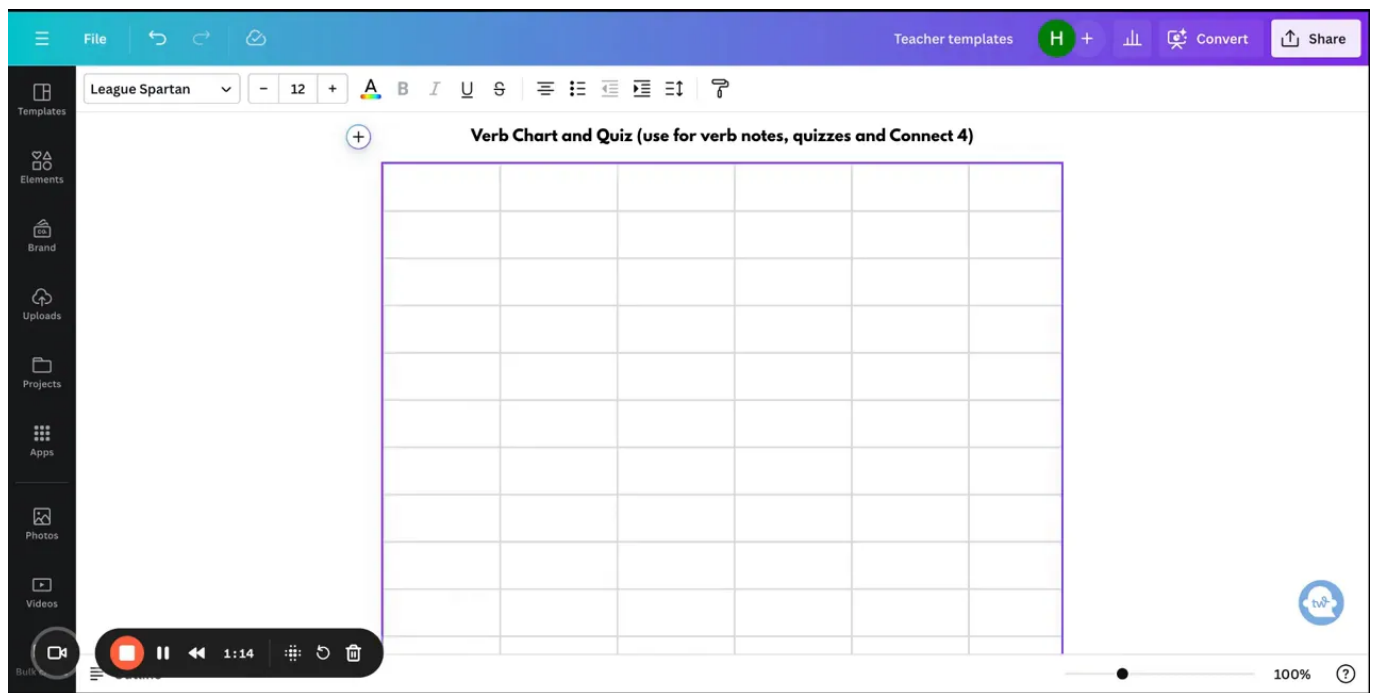 File
Teacher templates
H
+
Convert
Share
League Spartan
- 12 +
A B I U S
Templates
Verb Chart and Quiz (use for verb notes, quizzes and Connect 4)
Elements
Brand
Uploads
Projects
Apps
Photos
Videos
1:14
100%
?